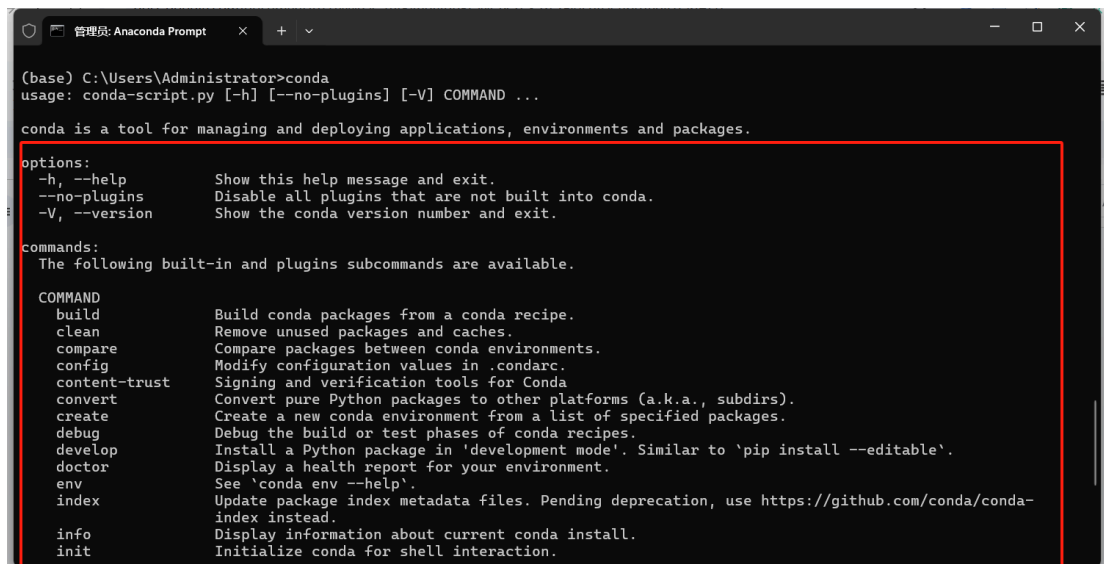 管理员: Anaconda Prompt
(base) C:\Users\Administrator>conda
usage: conda-script.py [-h] [--no-plugins] [-V] COMMAND ...
conda is a tool for managing and deploying applications, environments and packages.
options:
-h, --help Show this help message and exit.
--no-plugins Disable all plugins that are not built into conda.
-V, --version Show the conda version number and exit.
commands:
The following built-in and plugins subcommands are available.
COMMAND
build Build conda packages from a conda recipe.
clean Remove unused packages and caches.
compare Compare packages between conda environments.
config Modify configuration values in .condarc.
content-trust Signing and verification tools for Conda
convert Convert pure Python packages to other platforms (a.k.a., subdirs).
create Create a new conda environment from a list of specified packages.
debug Debug the build or test phases of conda recipes.
develop Install a Python package in 'development mode'. Similar to `pip install --editable`.
doctor Display a health report for your environment.
env See `conda env --help`.
index Update package index metadata files. Pending deprecation, use https://github.com/conda/conda-
index instead.
info Display information about current conda install.
init Initialize conda for shell interaction.